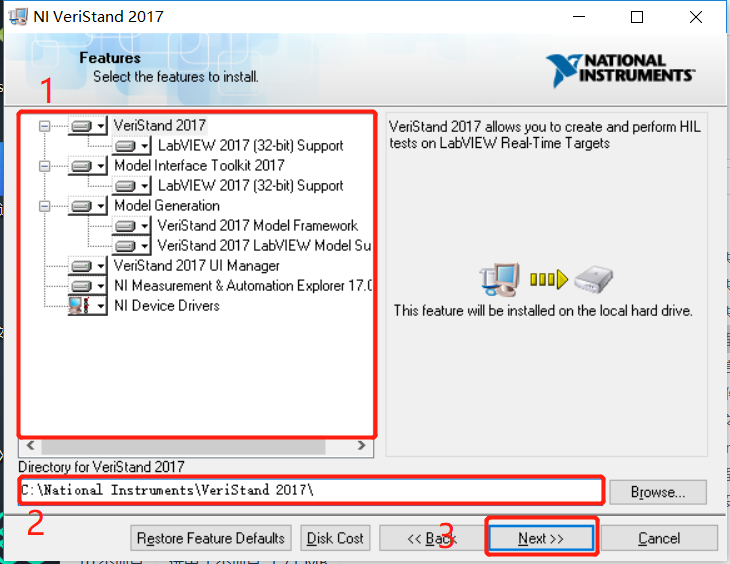 NI VeriStand 2017
Features
Select the features to install.
NATIONAL
INSTRUMENTS™
1
VeriStand 2017
LabVIEW 2017 (32-bit) Support
Model Interface Toolkit 2017
LabVIEW 2017 (32-bit) Support
Model Generation
VeriStand 2017 Model Framework
VeriStand 2017 LabVIEW Model Su
VeriStand 2017 UI Manager
NI Measurement & Automation Explorer 17.0
NI Device Drivers
VeriStand 2017 allows you to create and perform HIL
tests on LabVIEW Real-Time Targets
This feature will be installed on the local hard drive.
Directory for VeriStand 2017
C:\National Instruments\VeriStand 2017\
Browse...
2
Restore Feature Defaults
Disk Cost
<< Back
3
Next >>
Cancel